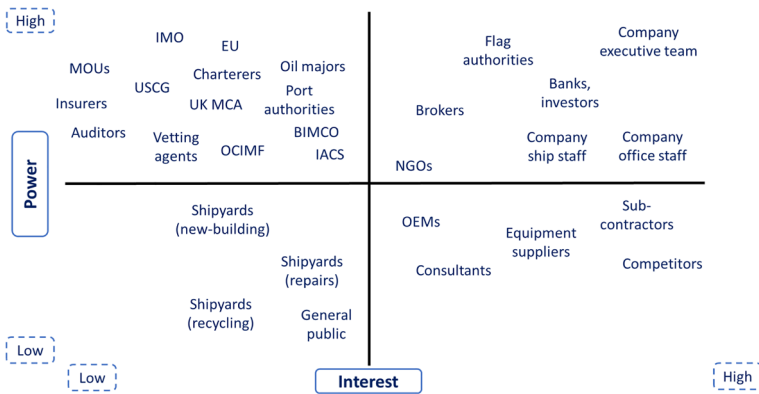 High
IMO
EU
MOUs
Charterers
Oil majors
USCG
Insurers
UK MCA
Port
authorities
Auditors
Vetting
agents
OCIMF
BIMCO
IACS
Flag
authorities
Company
executive team
Banks,
investors
Brokers
Company
ship staff
Company
office staff
NGOs
Power
Shipyards
(new-building)
Shipyards
(repairs)
Shipyards
(recycling)
General
public
OEMs
Equipment
suppliers
Sub-
contractors
Consultants
Competitors
Low
Low
Interest
High